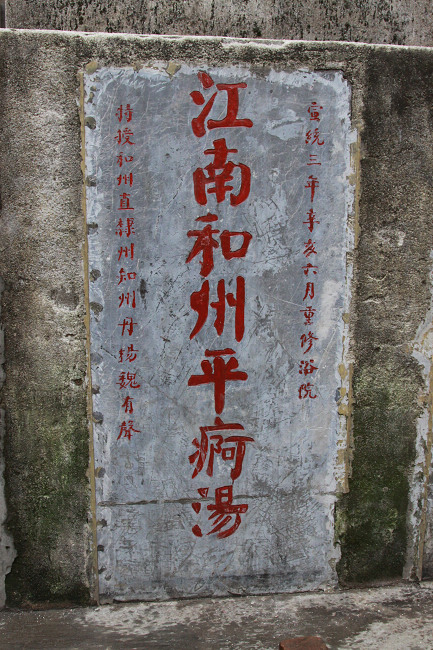 宣統三年辛亥六月重修浴院
江南和州平痾湯
特授和州直隸州知州丹揚魏有聲